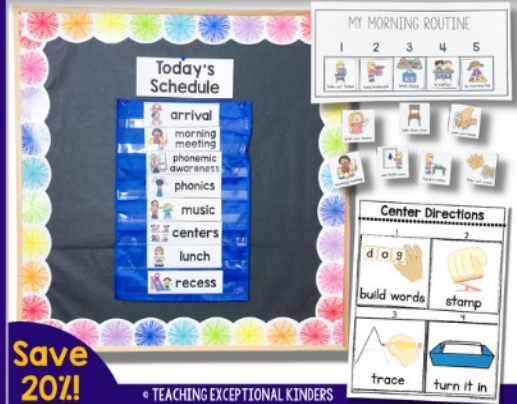 Today's
Schedule
arrival
morning
meeting
phonemic
awareness
phonics
music
centers
lunch
recess
MY MORNING ROUTINE
1 2 3 4 5
Center Directions
1 2
dog
build words stamp
3 4
trace turn it in
Save
20%!
© TEACHING EXCEPTIONAL KINDERS